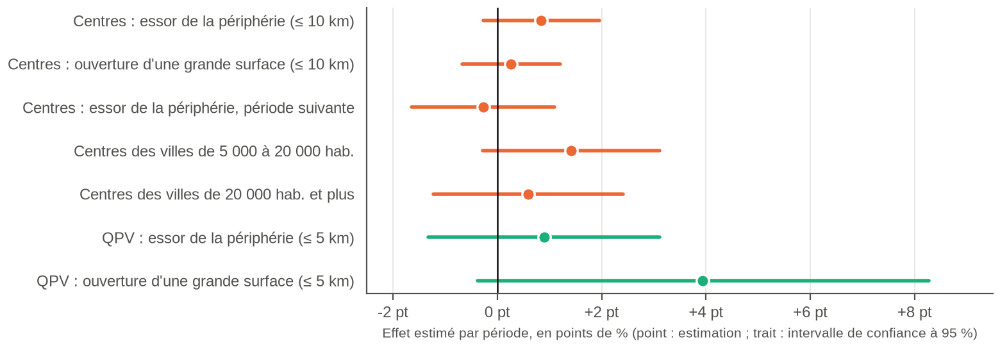 Centres : essor de la périphérie (≤ 10 km)
Centres : ouverture d'une grande surface (≤ 10 km)
Centres : essor de la périphérie, période suivante
Centres des villes de 5 000 à 20 000 hab.
Centres des villes de 20 000 hab. et plus
QPV : essor de la périphérie (≤ 5 km)
QPV : ouverture d'une grande surface (≤ 5 km)
-2 pt 0 pt +2 pt +4 pt +6 pt +8 pt
Effet estimé par période, en points de % (point : estimation ; trait : intervalle de confiance à 95 %)